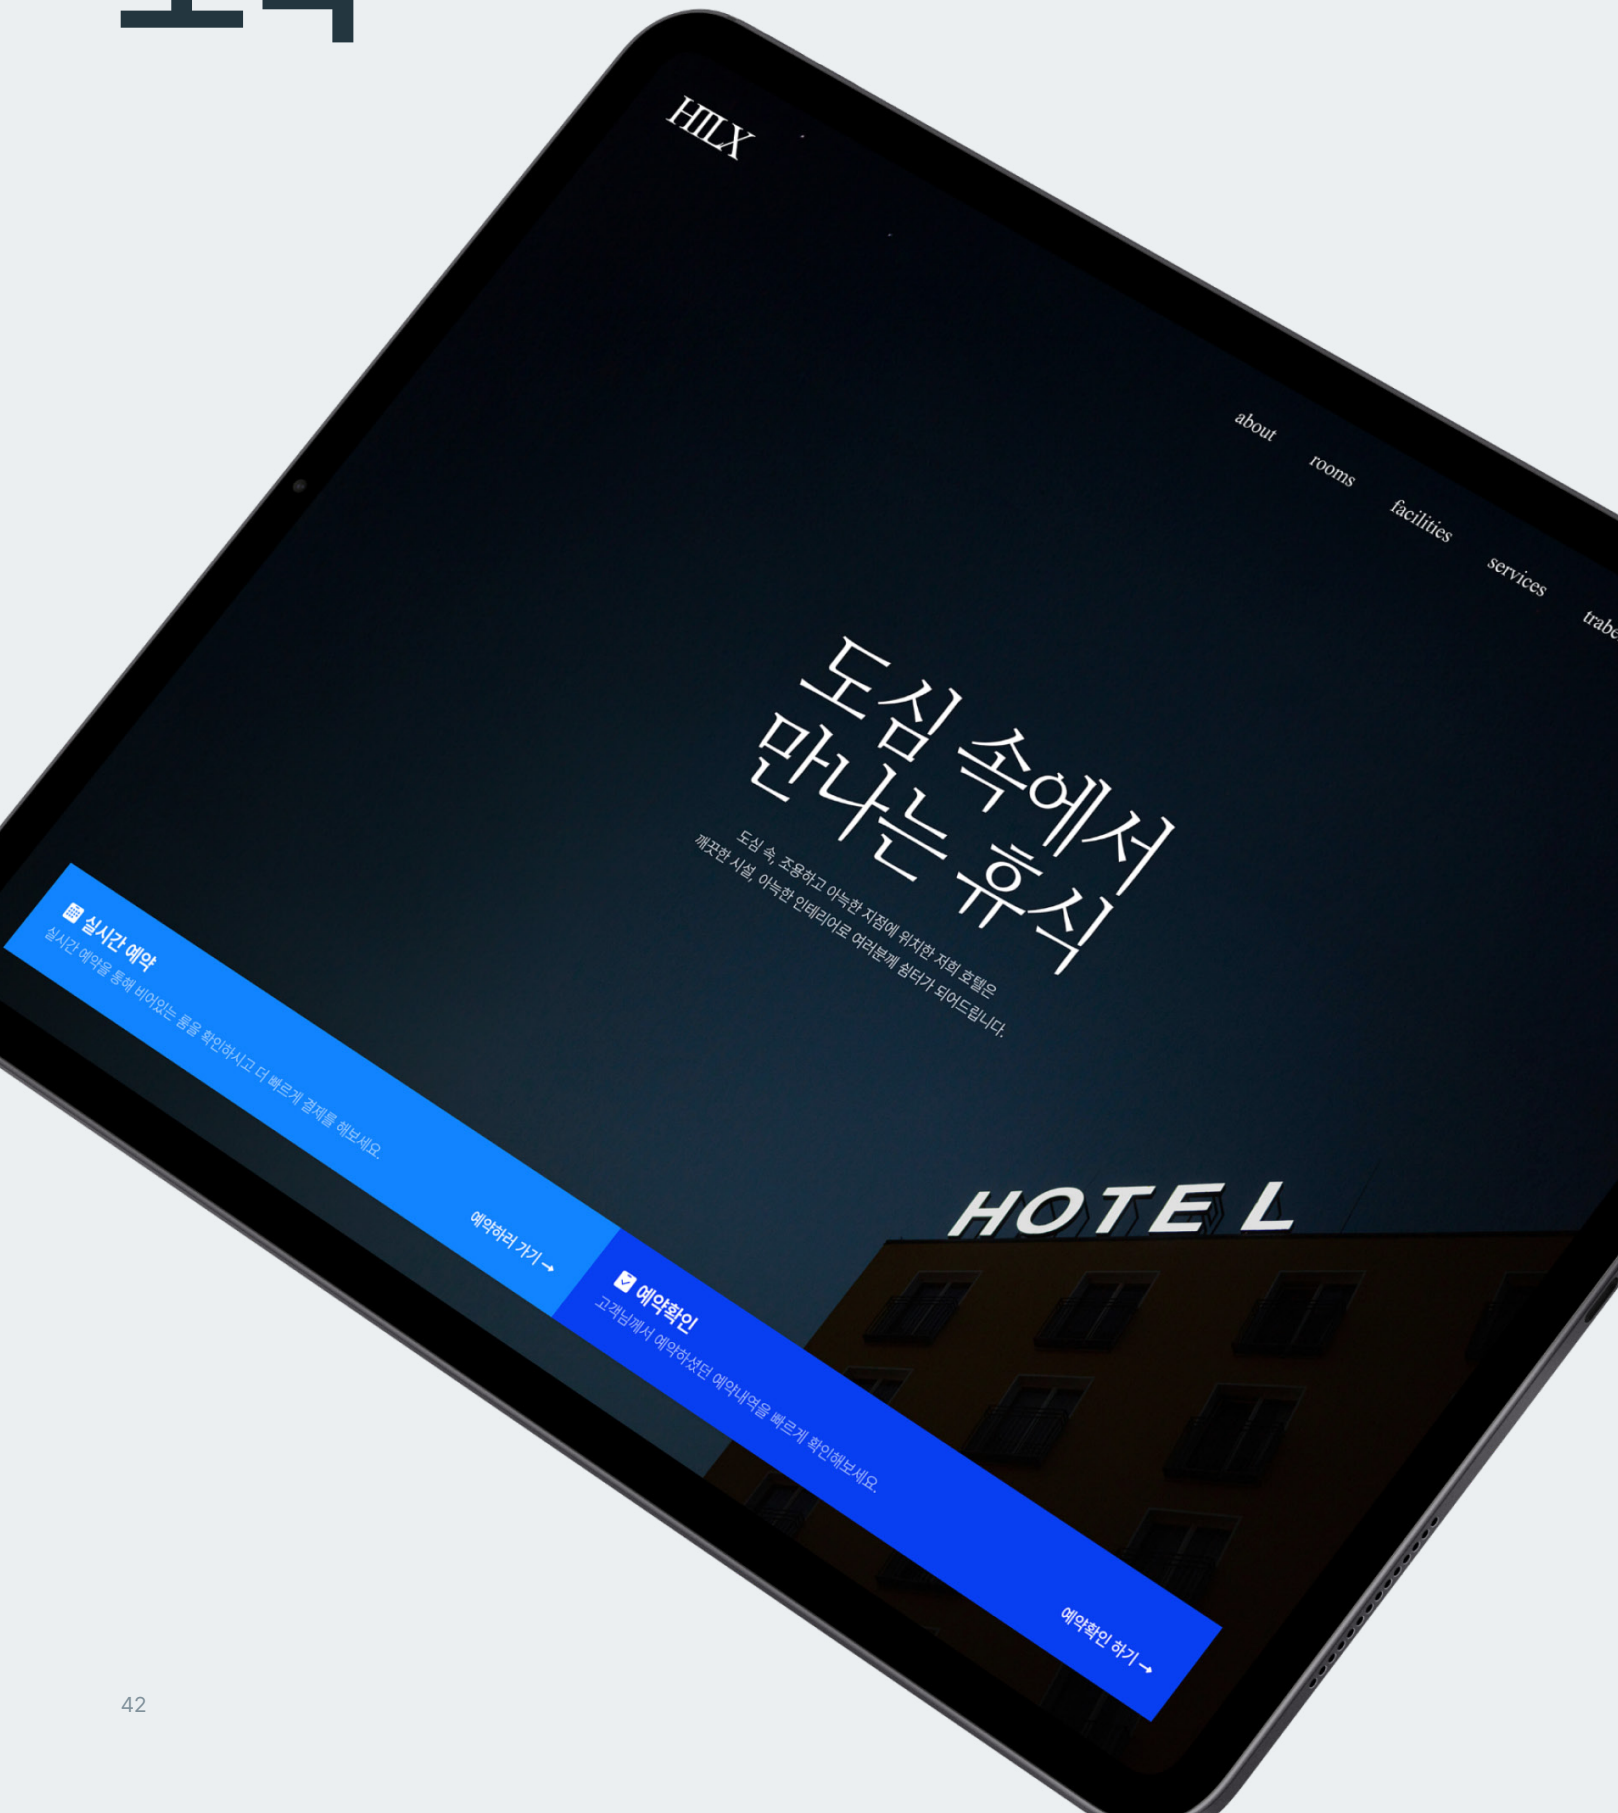 HILX
about
rooms
facilities
services
도심 속에서
만나는 휴식
도심 속, 조용하고 아늑한 지점에 위치한 저희 호텔은
깨끗한 시설, 아늑한 인테리어로 여러분께 쉼터가 되어드립니다.
실시간 예약
실시간 예약을 통해 비어있는 룸을 확인하시고 더 빠르게 결제를 해보세요.
예약하러 가기 →
HOTEL
예약확인
고객님께서 예약하셨던 예약내역을 빠르게 확인해보세요.
예약확인 하기 →
42